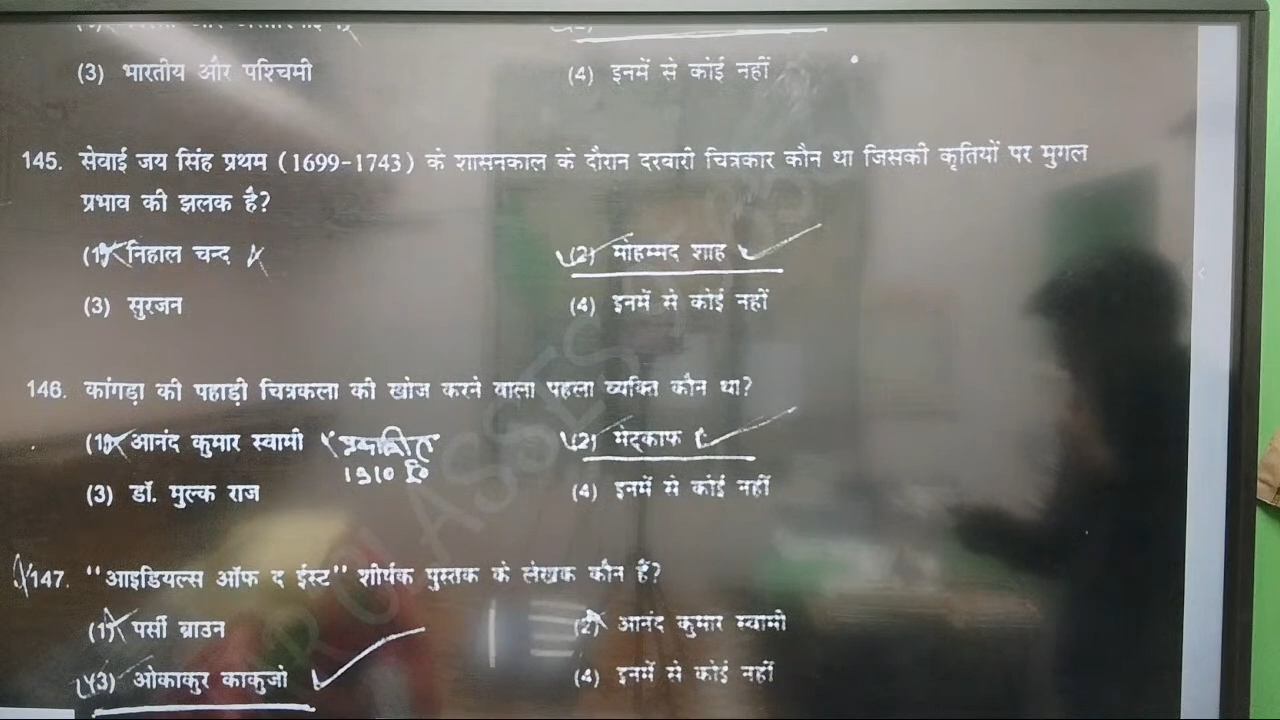 (3) भारतीय और पश्चिमी (4) इनमें से कोई नहीं
145. सेवाई जय सिंह प्रथम (1699-1743) के शासनकाल के दौरान दरबारी चित्रकार कौन था जिसकी कृतियों पर मुगल
प्रभाव की झलक है?
(1) निहाल चन्द (2) मोहम्मद शाह
(3) सुरजन (4) इनमें से कोई नहीं
146. कांगड़ा की पहाड़ी चित्रकला की खोज करने वाला पहला व्यक्ति कौन था?
(1) आनंद कुमार स्वामी प्रकाशित (2) मेट्काफ
1910
(3) डॉ. मुल्क राज (4) इनमें से कोई नहीं
147. "आइडियल्स ऑफ द ईस्ट" शीर्षक पुस्तक के लेखक कौन हैं?
(1) पर्सी ब्राउन (2) आनंद कुमार स्वामी
(3) ओकाकुर काकुजो (4) इनमें से कोई नहीं